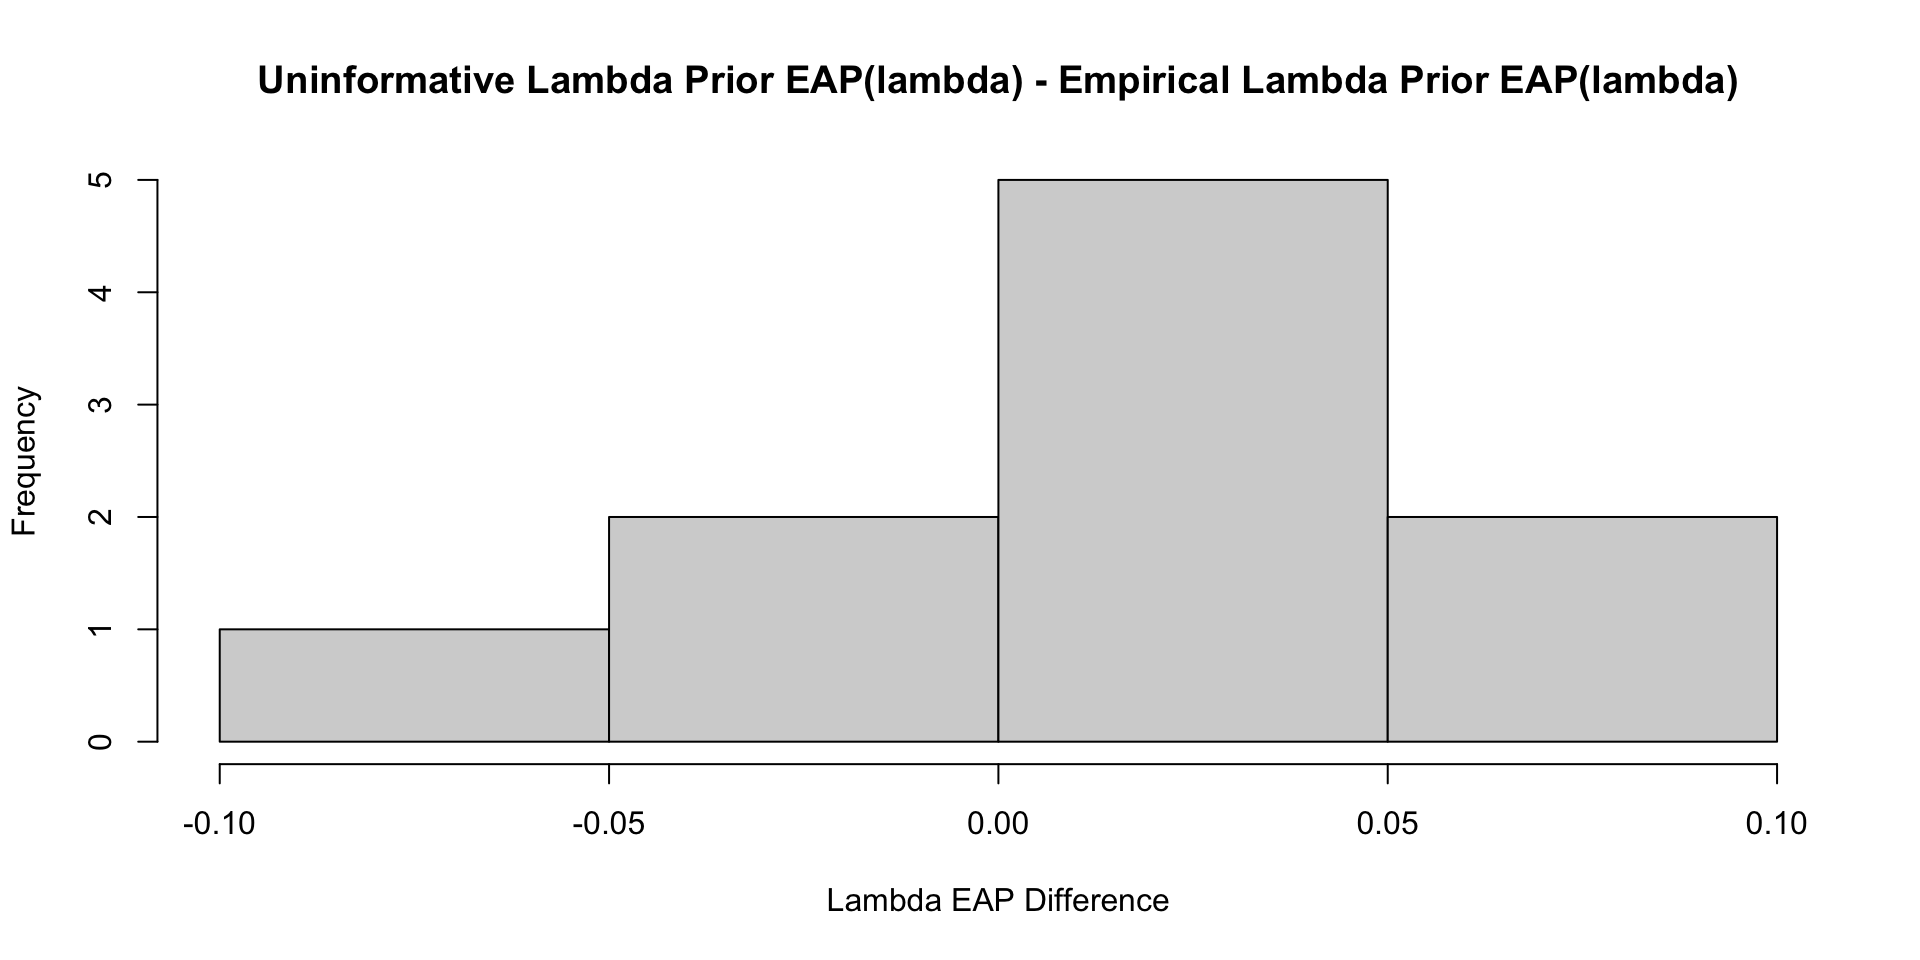 Uninformative Lambda Prior EAP(lambda) - Empirical Lambda Prior EAP(lambda)
5
4
3
2
1
0
Frequency
-0.10 -0.05 0.00 0.05 0.10
Lambda EAP Difference